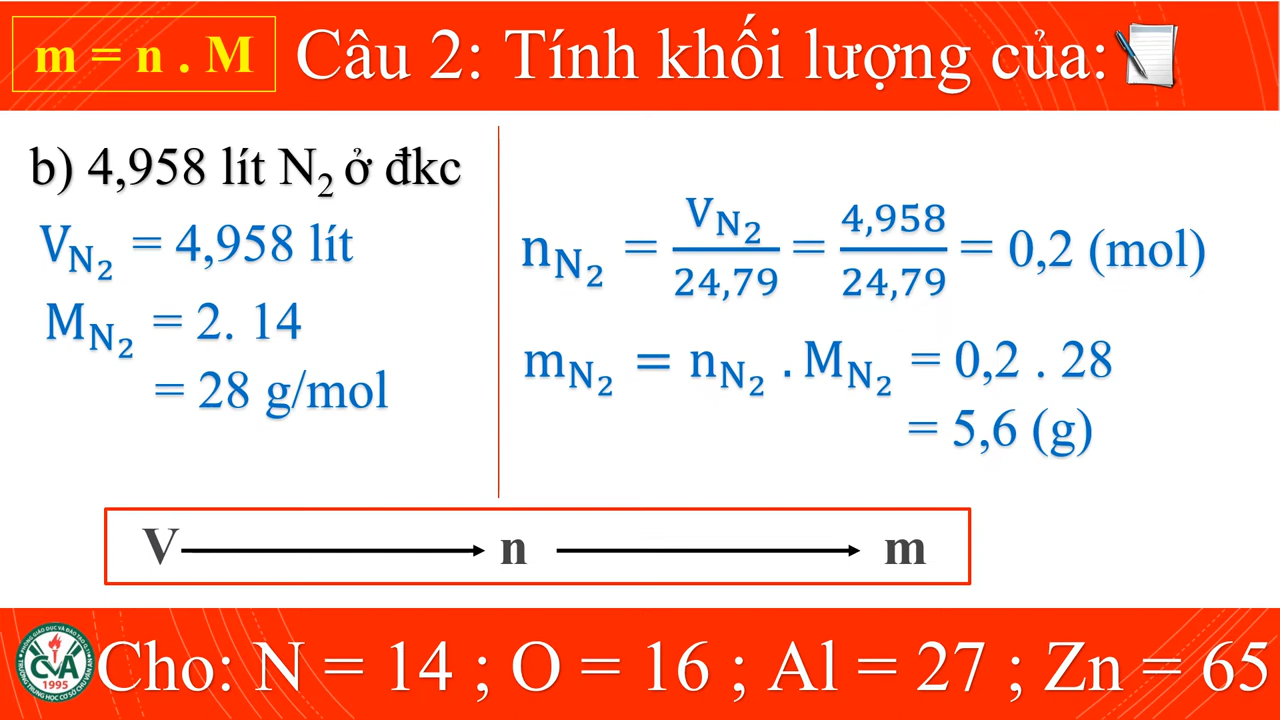 m = n . M
Câu 2: Tính khối lượng của:
b) 4,958 lít N₂ ở đkc
V_N₂ = 4,958 lít
M_N₂ = 2. 14
= 28 g/mol
n_N₂ = V_N₂/24,79 = 4,958/24,79 = 0,2 (mol)
m_N₂ = n_N₂ . M_N₂ = 0,2 . 28
= 5,6 (g)
V → n → m
CVA
1995
Cho: N = 14 ; O = 16 ; Al = 27 ; Zn = 65